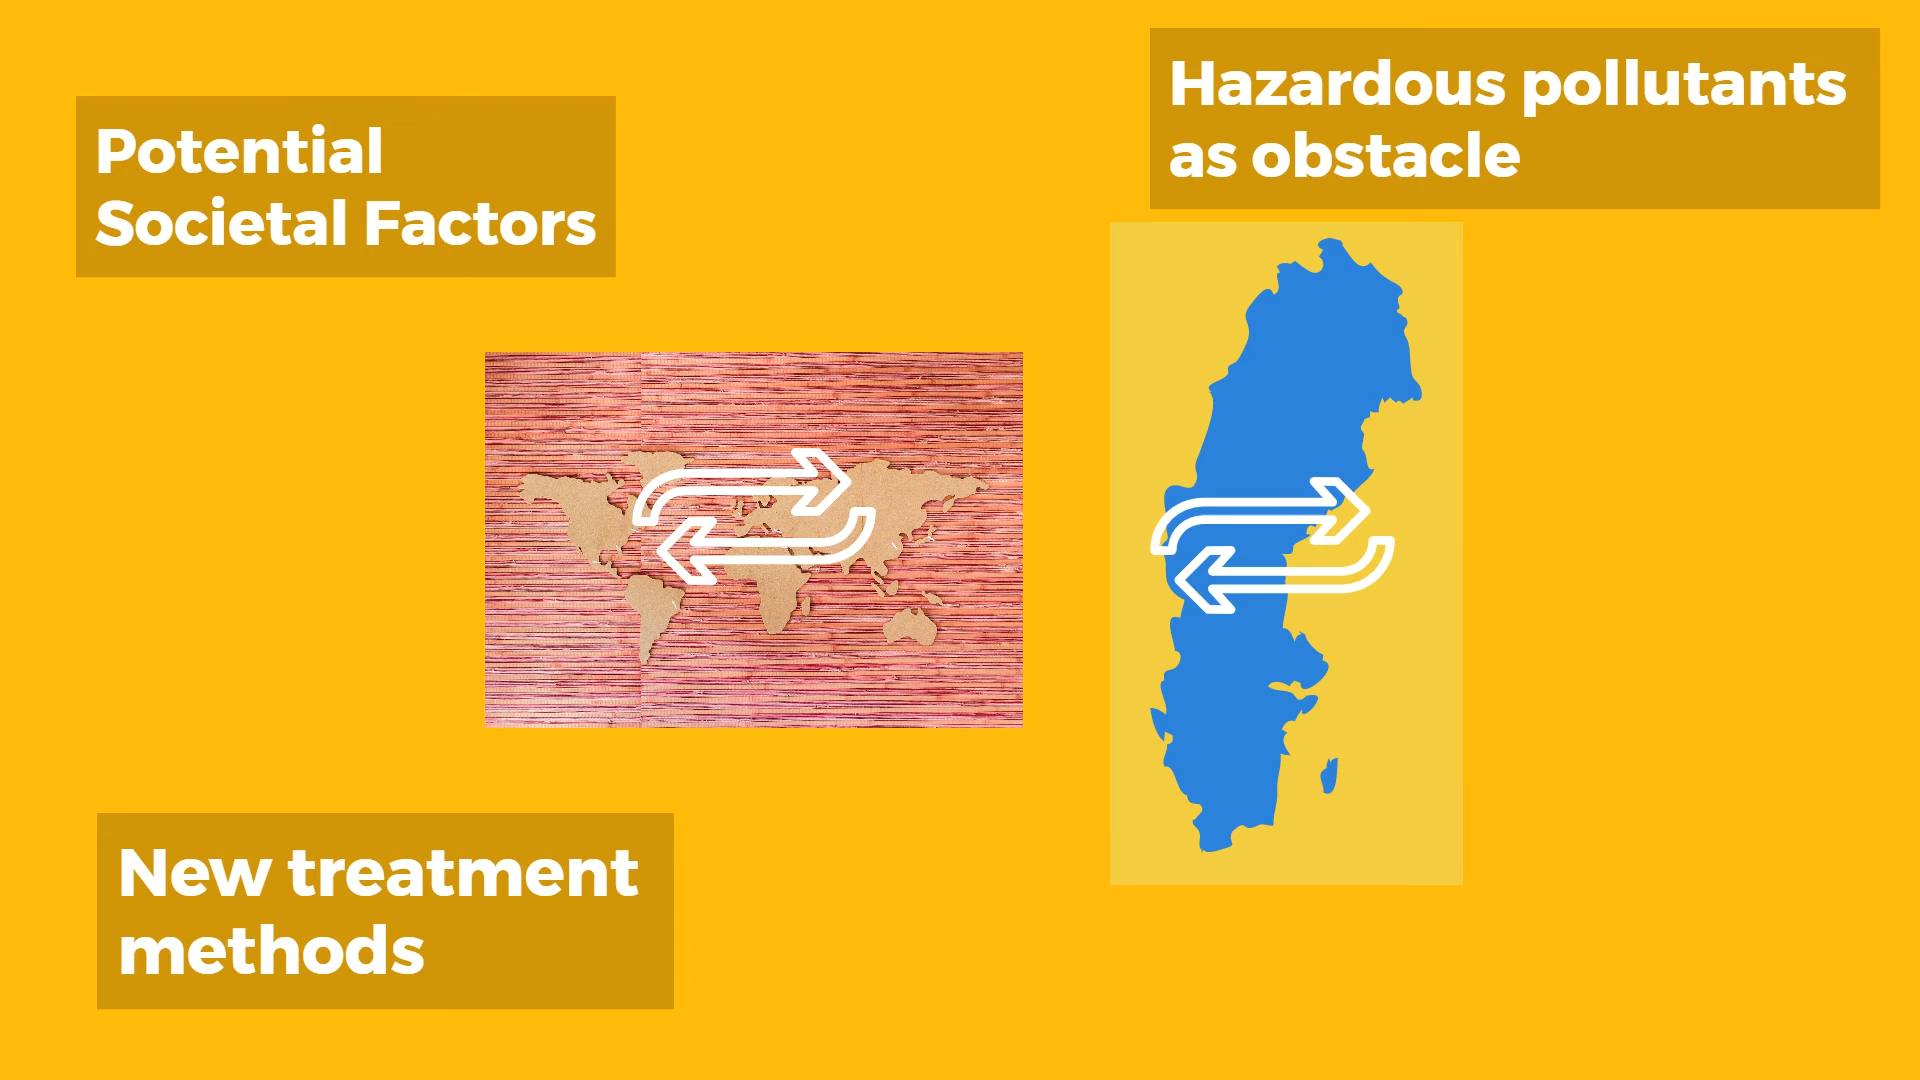 Potential
Societal Factors
Hazardous pollutants
as obstacle
New treatment
methods